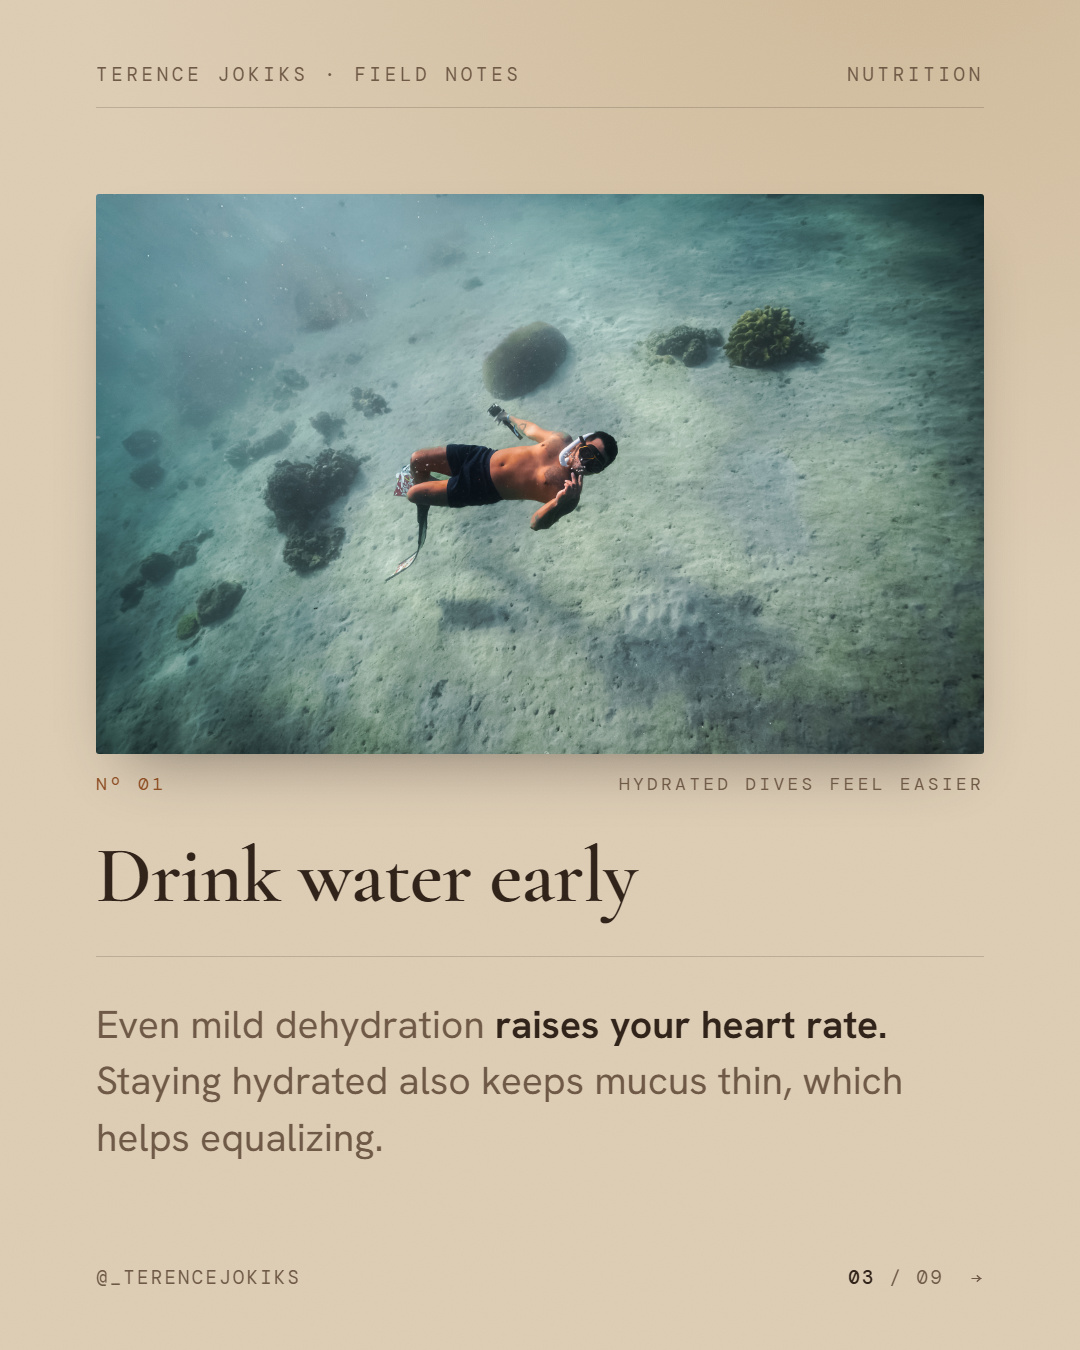 TERENCE JOKIKS · FIELD NOTES
NUTRITION
Nº 01
HYDRATED DIVES FEEL EASIER
Drink water early
Even mild dehydration raises your heart rate.
Staying hydrated also keeps mucus thin, which
helps equalizing.
@_TERENCEJOKIKS
03 / 09 →